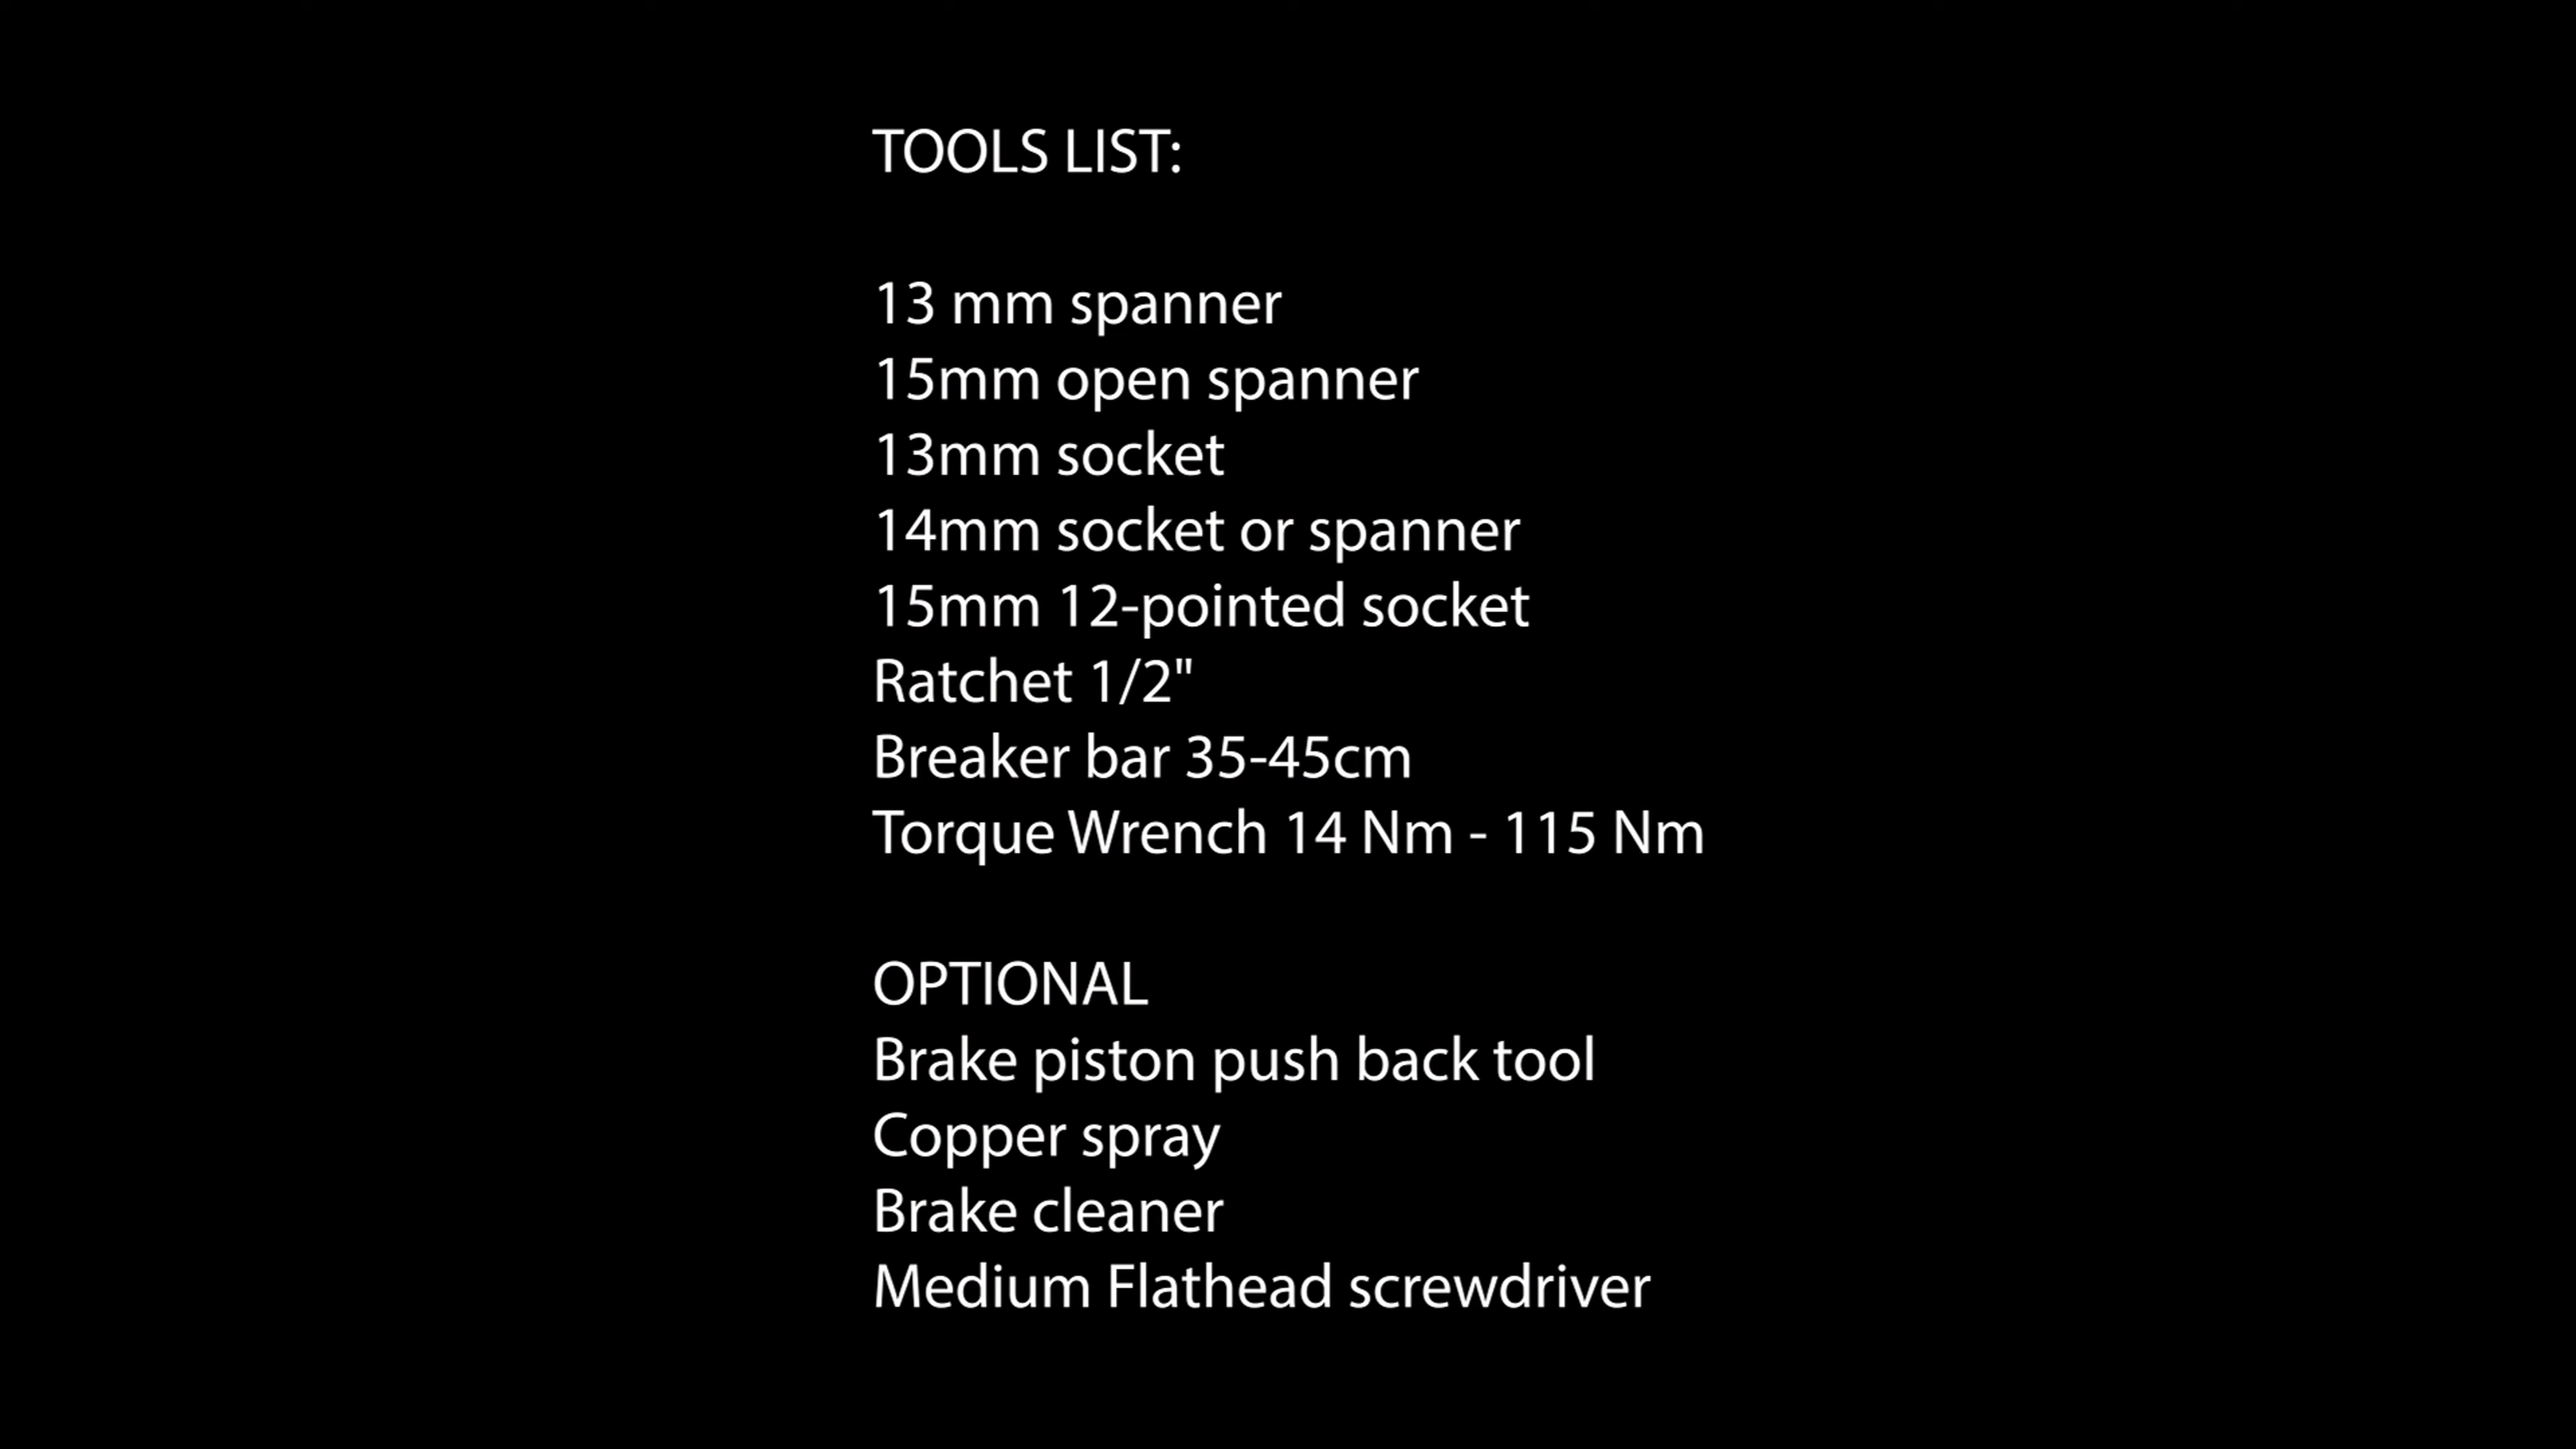 TOOLS LIST:
13 mm spanner
15mm open spanner
13mm socket
14mm socket or spanner
15mm 12-pointed socket
Ratchet 1/2"
Breaker bar 35-45cm
Torque Wrench 14 Nm - 115 Nm
OPTIONAL
Brake piston push back tool
Copper spray
Brake cleaner
Medium Flathead screwdriver